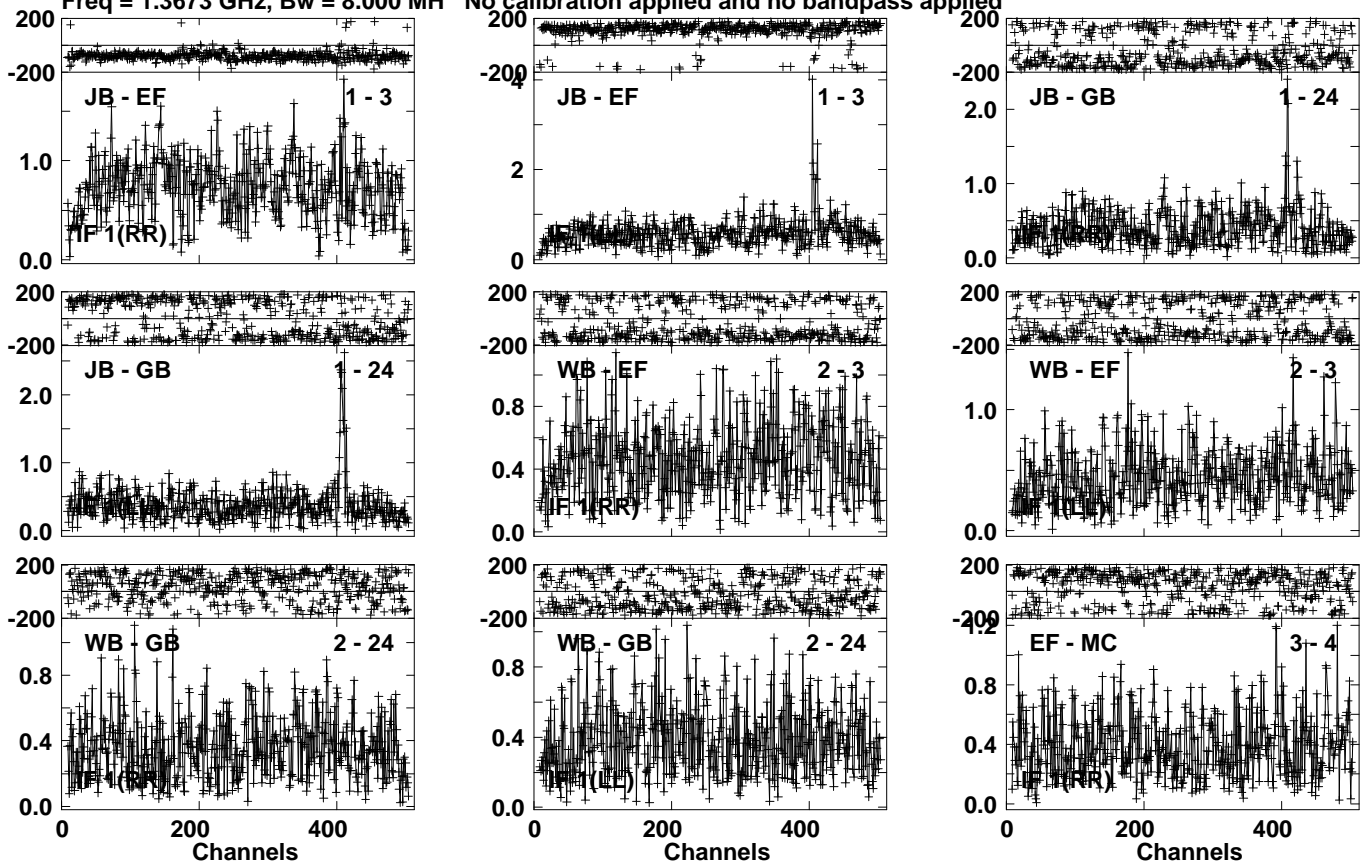 Freq = 1.3673 GHz, Bw = 8.000 MH No calibration applied and no bandpass applied
200
-200
JB - EF 1 - 3
1.0
IF 1(RR)
0.0
200
-200
4
JB - EF 1 - 3
2
0
200
-200
JB - GB 1 - 24
2.0
1.0
IF 1(RR)
0.0
200
-200
JB - GB 1 - 24
2.0
1.0
IF 1(LL)
0.0
200
-200
WB - EF 2 - 3
0.8
0.4
IF 1(RR)
0.0
200
-200
WB - EF 2 - 3
1.0
IF 1(LL)
0.0
200
-200
WB - GB 2 - 24
0.8
0.4
IF 1(RR)
0.0
0 200 400
Channels
200
-200
WB - GB 2 - 24
0.8
0.4
IF 1(LL)
0.0
0 200 400
Channels
200
-200
1.2
EF - MC 3 - 4
0.8
0.4
IF 1(RR)
0.0
0 200 400
Channels